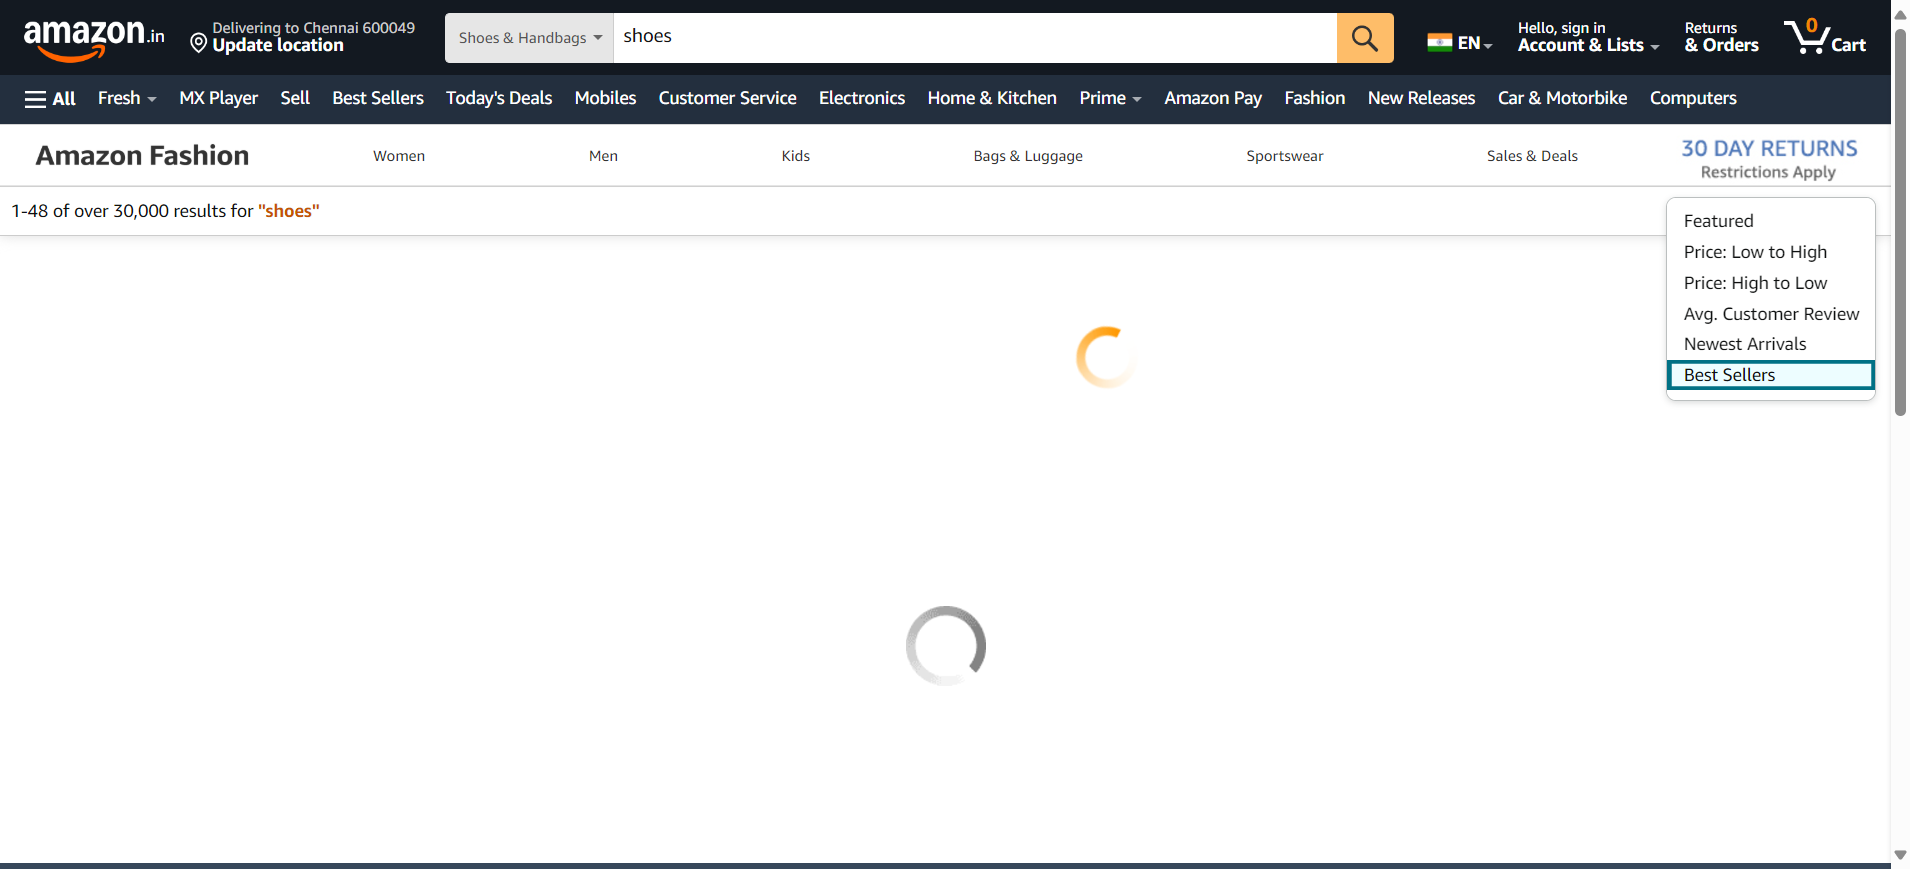 amazon.in
Delivering to Chennai 600049
Update location
Shoes & Handbags
shoes
EN
Hello, sign in
Account & Lists
Returns
& Orders
0
Cart
All Fresh MX Player Sell Best Sellers Today's Deals Mobiles Customer Service Electronics Home & Kitchen Prime Amazon Pay Fashion New Releases Car & Motorbike Computers
Amazon Fashion Women Men Kids Bags & Luggage Sportswear Sales & Deals
30 DAY RETURNS
Restrictions Apply
1-48 of over 30,000 results for "shoes"
Featured
Price: Low to High
Price: High to Low
Avg. Customer Review
Newest Arrivals
Best Sellers